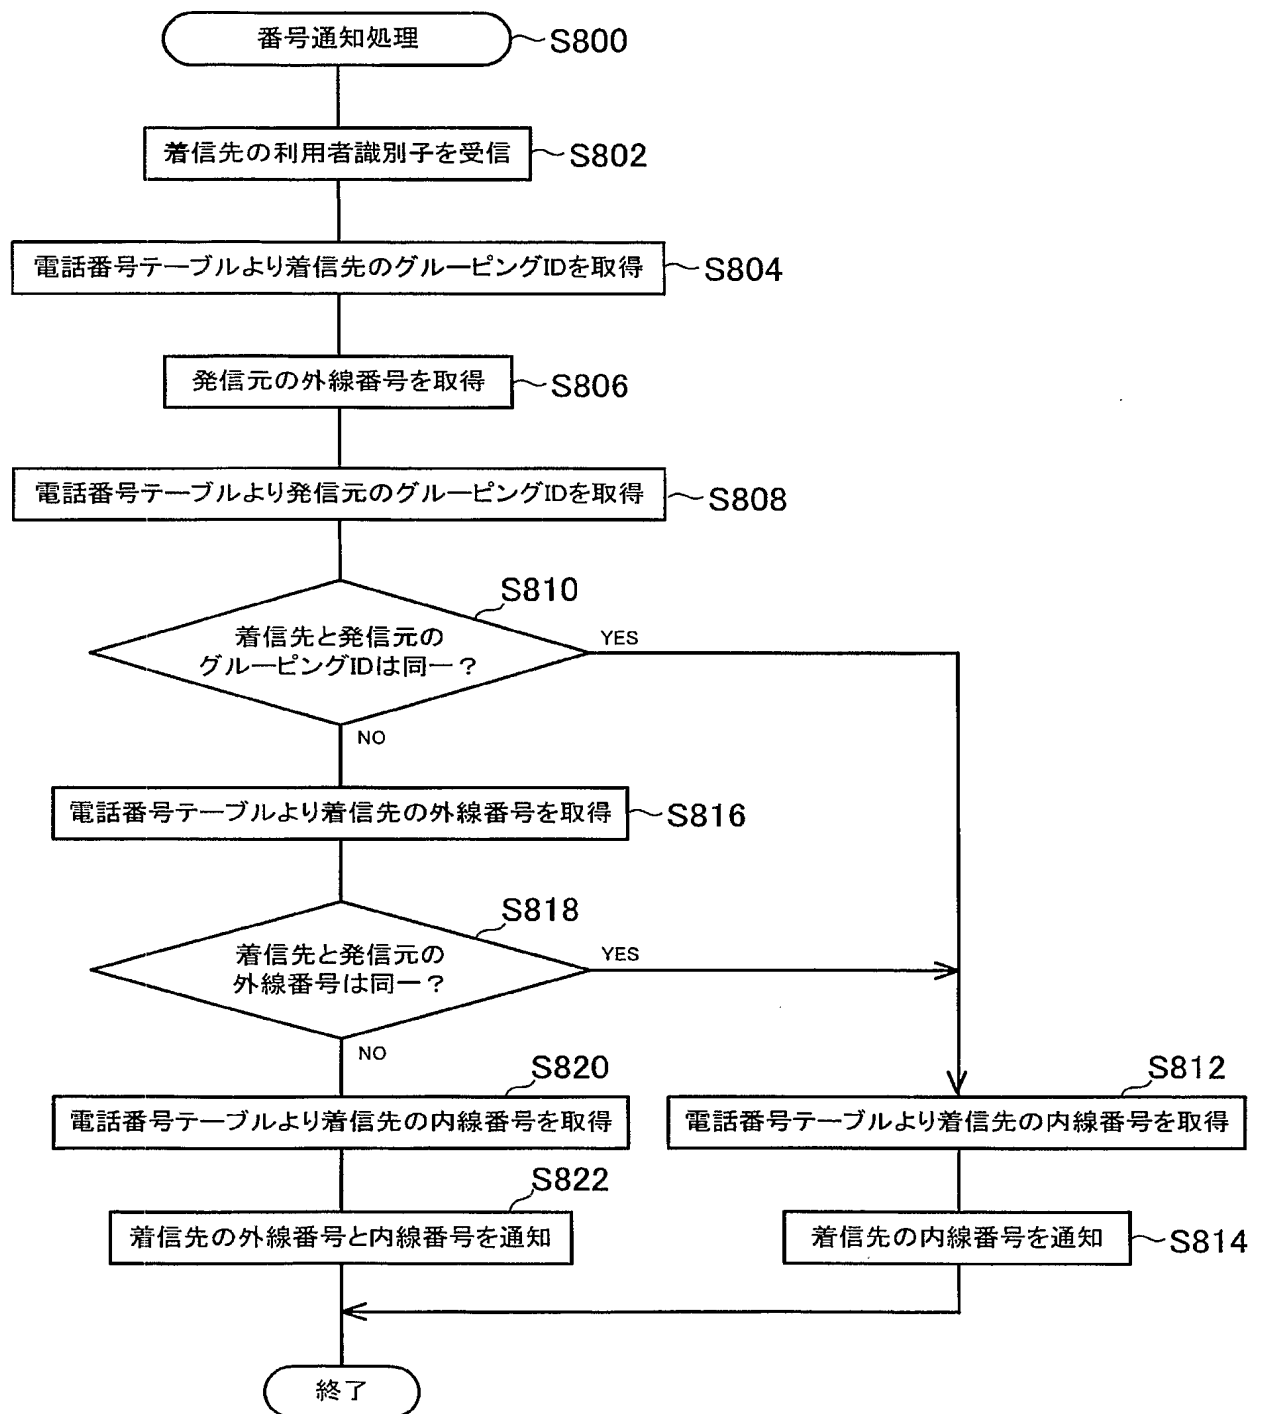 番号通知処理
S800
着信先の利用者識別子を受信
S802
電話番号テーブルより着信先のグルーピングIDを取得
S804
発信元の外線番号を取得
S806
電話番号テーブルより発信元のグルーピングIDを取得
S808
S810
着信先と発信元の
グルーピングIDは同一?
YES
NO
電話番号テーブルより着信先の外線番号を取得
S816
S818
着信先と発信元の
外線番号は同一?
YES
NO
S820
電話番号テーブルより着信先の内線番号を取得
S812
電話番号テーブルより着信先の内線番号を取得
S822
着信先の外線番号と内線番号を通知
着信先の内線番号を通知
S814
終了